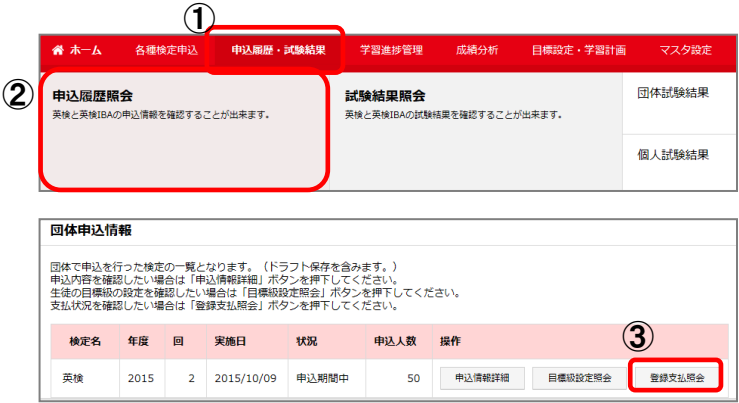 ①
ホーム 各種検定申込 申込履歴・試験結果 学習進捗管理 成績分析 目標設定・学習計画 マスタ設定
②
申込履歴照会 試験結果照会 団体試験結果
英検と英検IBAの申込情報を確認することが出来ます。 英検と英検IBAの試験結果を確認することが出来ます。
個人試験結果
団体申込情報
団体で申込を行った検定の一覧となります。（ドラフト保存を含みます。）
申込内容を確認したい場合は「申込情報詳細」ボタンを押下してください。
生徒の目標級の設定を確認したい場合は「目標級設定照会」ボタンを押下してください。
支払状況を確認したい場合は「登録支払照会」ボタンを押下してください。
③
検定名 年度 回 実施日 状況 申込人数 操作
英検 2015 2 2015/10/09 申込期間中 50 申込情報詳細 目標級設定照会 登録支払照会